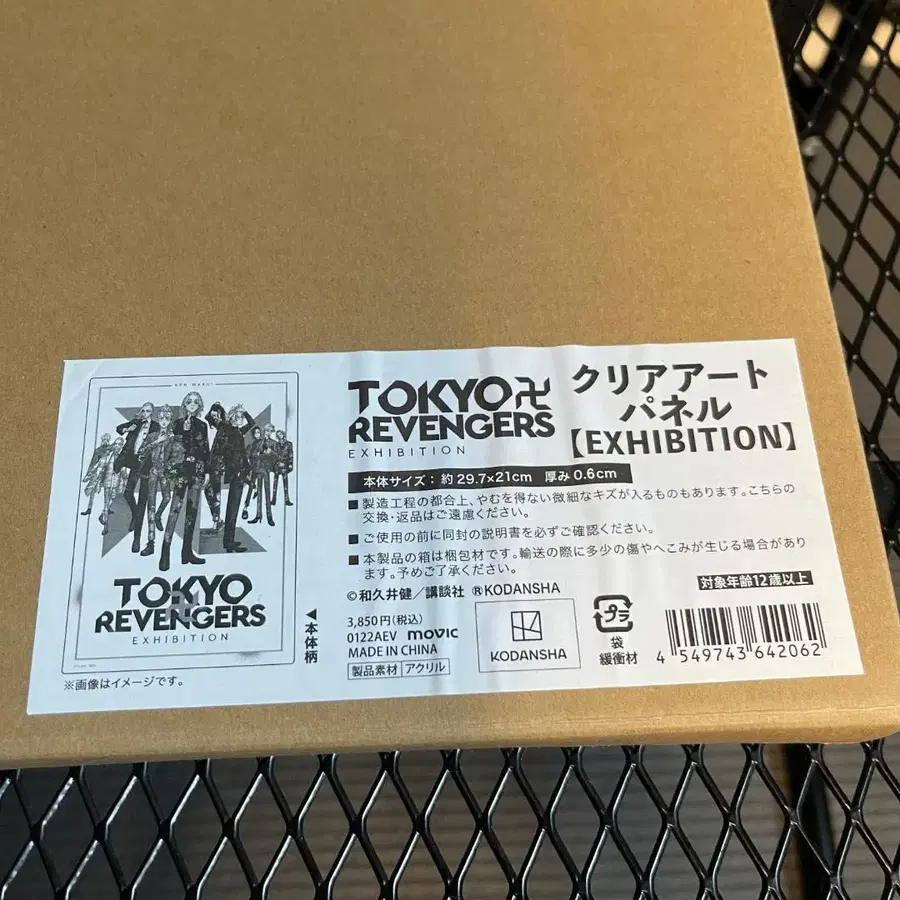 KEN WAKUI
TOKYO
REVENGERS
EXHIBITION
※画像はイメージです。
◀本体柄
TOKYO卍
REVENGERS
EXHIBITION
クリアアート
パネル
【EXHIBITION】
本体サイズ：約29.7×21cm 厚み0.6cm
■製造工程の都合上、やむを得ない微細なキズが入るものもあります。こちらの
交換・返品はご遠慮ください。
■ご使用の前に同封の説明書を必ずご確認ください。
■本製品の箱は梱包材です。輸送の際に多少の傷やへこみが生じる場合があり
ます。予めご了承ください。
©和久井健／講談社 ®KODANSHA
対象年齢12歳以上
3,850円(税込)
0122AEV movic
MADE IN CHINA
製品素材 アクリル
KODANSHA
プラ
袋
緩衝材
4 549743 642062